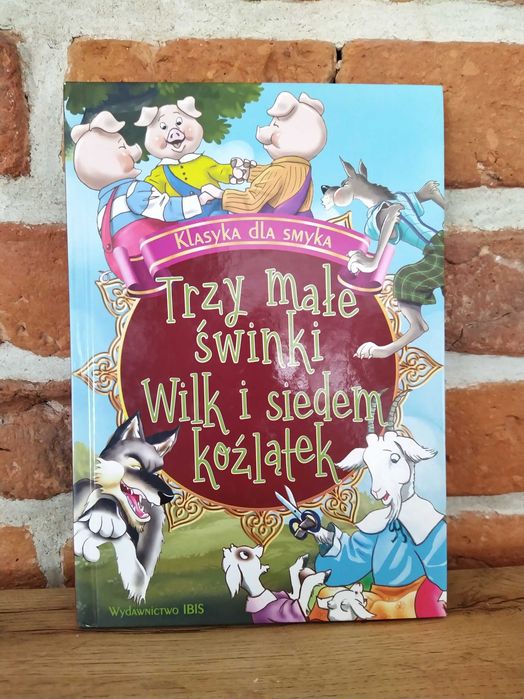 Klasyka dla smyka
Trzy małe
świnki
Wilk i siedem
koźlątek
Wydawnictwo IBIS